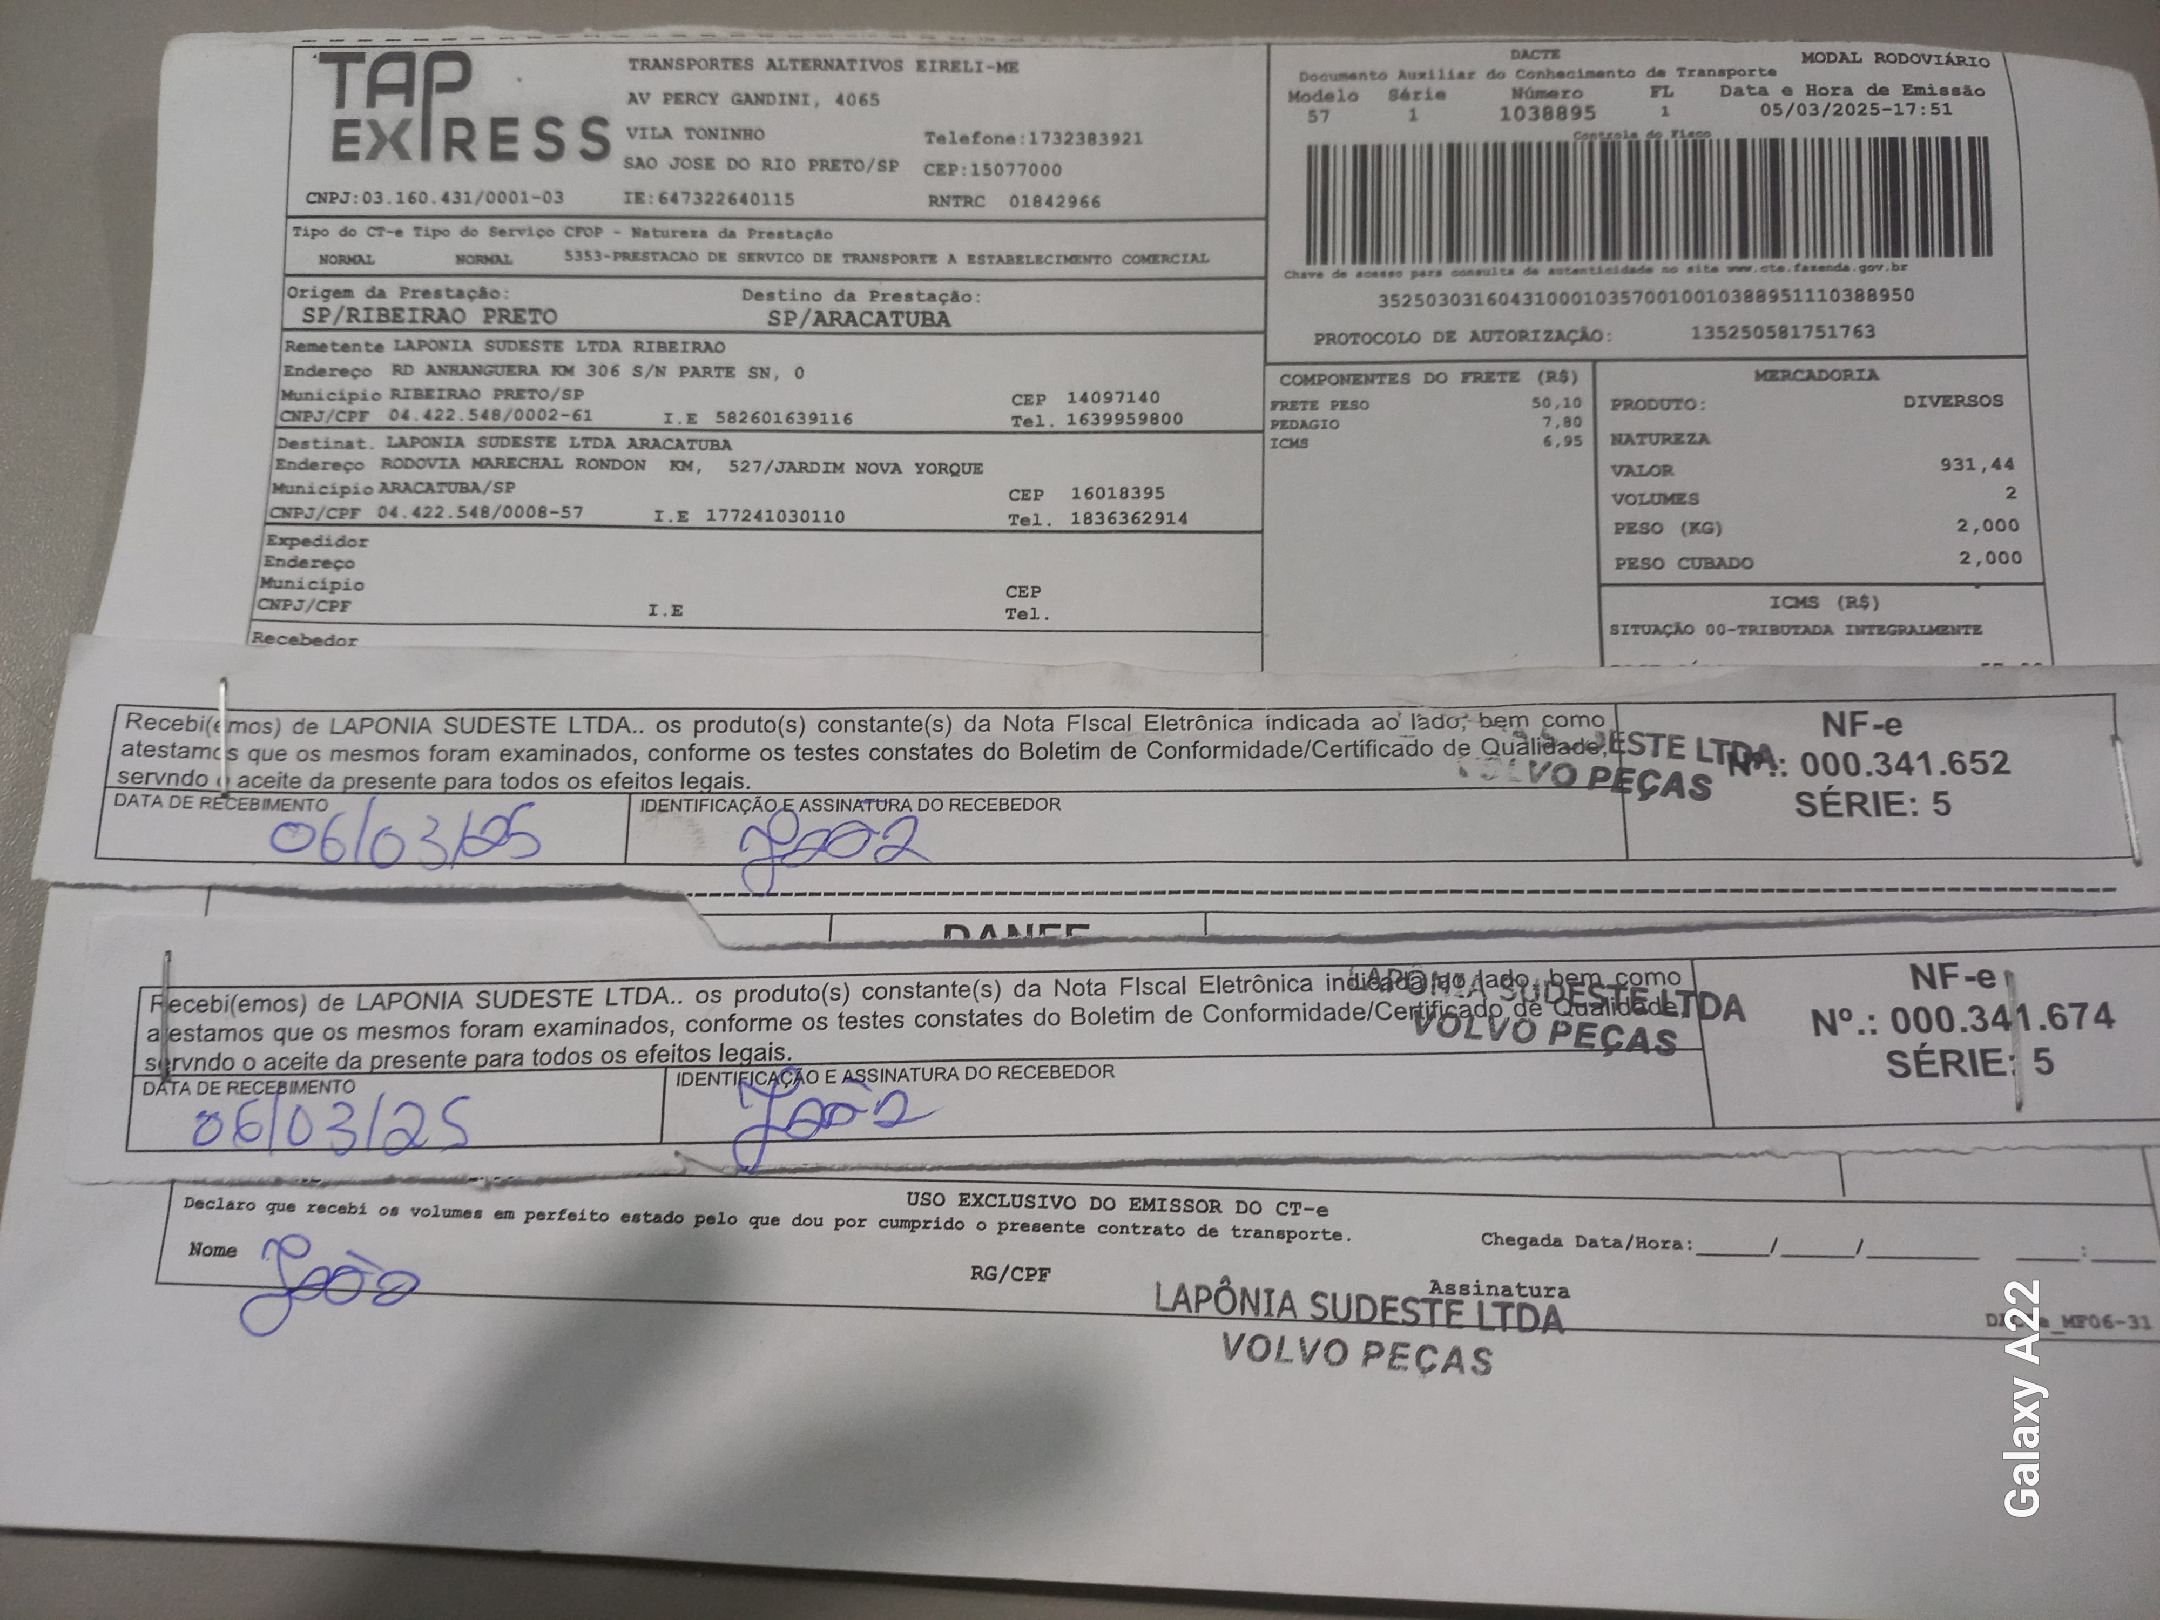 TAP EXPRESS
TRANSPORTES ALTERNATIVOS EIRELI-ME
AV PERCY GANDINI, 4065
VILA TONINHO Telefone:1732383921
SAO JOSE DO RIO PRETO/SP CEP:15077000
CNPJ:03.160.431/0001-03 IE:647322640115 RNTRC 01842966
DACTE MODAL RODOVIÁRIO
Documento Auxiliar do Conhecimento de Transporte
Modelo Série Número FL Data e Hora de Emissão
57 1 1038895 1 05/03/2025-17:51
Controle do Fisco
Chave de acesso para consulta de autenticidade no site www.cte.fazenda.gov.br
35250303160431000103570010010388951110388950
PROTOCOLO DE AUTORIZAÇÃO: 135250581751763
Tipo do CT-e Tipo do Serviço CFOP - Natureza da Prestação
NORMAL NORMAL 5353-PRESTACAO DE SERVICO DE TRANSPORTE A ESTABELECIMENTO COMERCIAL
Origem da Prestação: Destino da Prestação:
SP/RIBEIRAO PRETO SP/ARACATUBA
Remetente LAPONIA SUDESTE LTDA RIBEIRAO
Endereço RD ANHANGUERA KM 306 S/N PARTE SN, 0
Município RIBEIRAO PRETO/SP CEP 14097140
CNPJ/CPF 04.422.548/0002-61 I.E 582601639116 Tel. 1639959800
Destinat. LAPONIA SUDESTE LTDA ARACATUBA
Endereço RODOVIA MARECHAL RONDON KM, 527/JARDIM NOVA YORQUE
Município ARACATUBA/SP CEP 16018395
CNPJ/CPF 04.422.548/0008-57 I.E 177241030110 Tel. 1836362914
Expedidor
Endereço
Município CEP
CNPJ/CPF I.E Tel.
Recebedor
COMPONENTES DO FRETE (R$)
FRETE PESO 50,10
PEDAGIO 7,80
ICMS 6,95
MERCADORIA
PRODUTO: DIVERSOS
NATUREZA
VALOR 931,44
VOLUMES 2
PESO (KG) 2,000
PESO CUBADO 2,000
ICMS (R$)
SITUAÇÃO 00-TRIBUTADA INTEGRALMENTE
Recebi(emos) de LAPONIA SUDESTE LTDA.. os produto(s) constante(s) da Nota FIscal Eletrônica indicada ao lado, bem como
atestamos que os mesmos foram examinados, conforme os testes constates do Boletim de Conformidade/Certificado de Qualidade,
servndo o aceite da presente para todos os efeitos legais.
DATA DE RECEBIMENTO IDENTIFICAÇÃO E ASSINATURA DO RECEBEDOR
06/03/25 João
ESTE LTDA
VOLVO PEÇAS
NF-e
Nº.: 000.341.652
SÉRIE: 5
DANFE
Recebi(emos) de LAPONIA SUDESTE LTDA.. os produto(s) constante(s) da Nota FIscal Eletrônica indicada ao lado, bem como
atestamos que os mesmos foram examinados, conforme os testes constates do Boletim de Conformidade/Certificado de Qualidade,
servndo o aceite da presente para todos os efeitos legais.
DATA DE RECEBIMENTO IDENTIFICAÇÃO E ASSINATURA DO RECEBEDOR
06/03/25 João
LAPÔNIA SUDESTE LTDA
VOLVO PEÇAS
NF-e
Nº.: 000.341.674
SÉRIE: 5
USO EXCLUSIVO DO EMISSOR DO CT-e
Declaro que recebi os volumes em perfeito estado pelo que dou por cumprido o presente contrato de transporte.
Nome João RG/CPF Chegada Data/Hora:_____/_____/_______ ____:____
Assinatura
LAPÔNIA SUDESTE LTDA
VOLVO PEÇAS
MF06-31
Galaxy A22